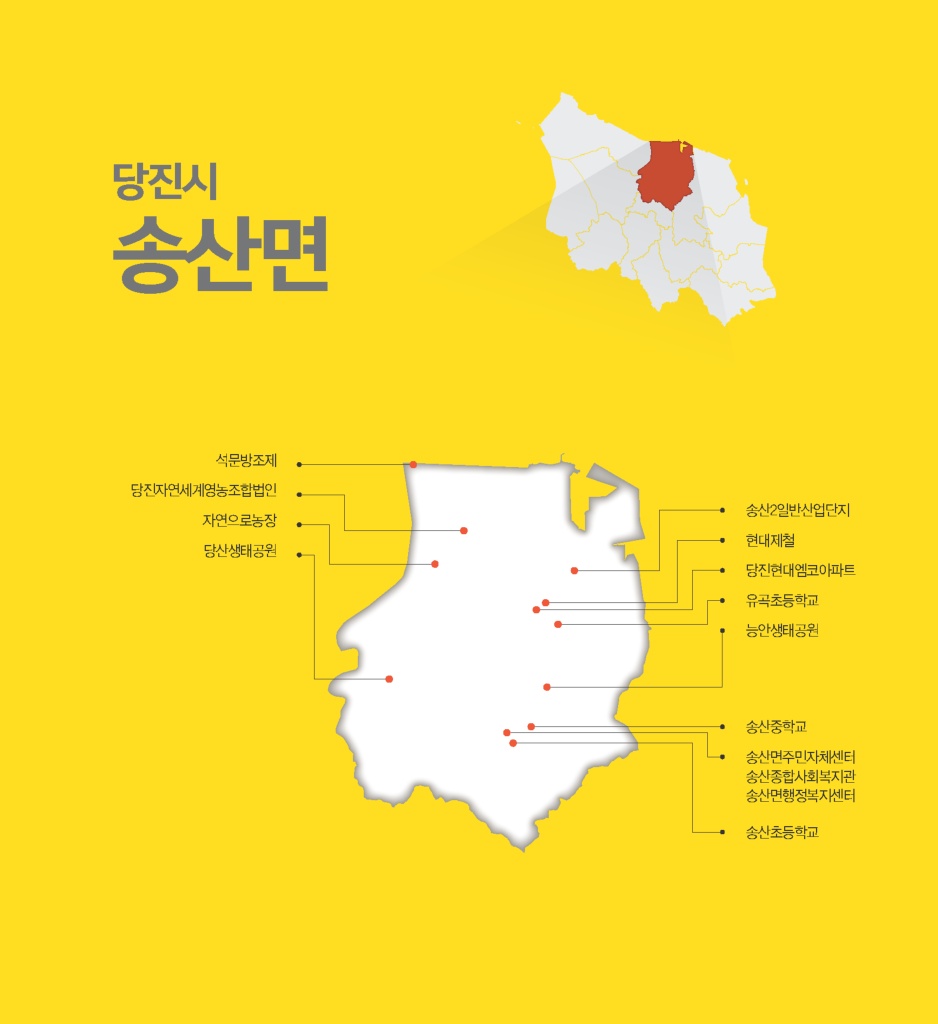 당진시
송산면
석문방조제
당진자연세계영농조합법인
자연으로농장
당산생태공원
송산2일반산업단지
현대제철
당진현대엠코아파트
유곡초등학교
능안생태공원
송산중학교
송산면주민자체센터
송산종합사회복지관
송산면행정복지센터
송산초등학교